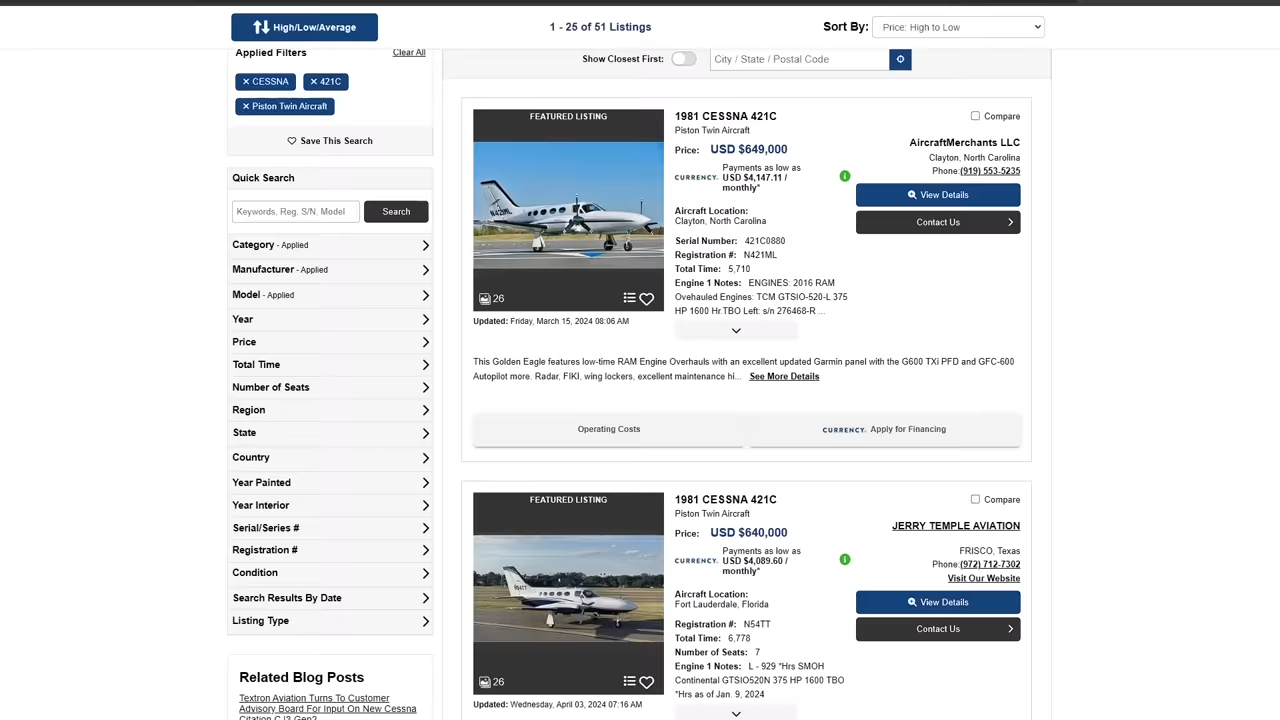 High/Low/Average
1 - 25 of 51 Listings
Sort By: Price: High to Low
Applied Filters
Clear All
✕ CESSNA
✕ 421C
✕ Piston Twin Aircraft
Save This Search
Quick Search
Keywords, Reg, S/N, Model
Search
Category - Applied
Manufacturer - Applied
Model - Applied
Year
Price
Total Time
Number of Seats
Region
State
Country
Year Painted
Year Interior
Serial/Series #
Registration #
Condition
Search Results By Date
Listing Type
Related Blog Posts
Textron Aviation Turns To Customer
Advisory Board For Input On New Cessna
Citation CJ3 Gen2
Show Closest First:
City / State / Postal Code
FEATURED LISTING
N421ML
26
Updated: Friday, March 15, 2024 08:06 AM
1981 CESSNA 421C
Piston Twin Aircraft
Price: USD $649,000
CURRENCY.
Payments as low as
USD $4,147.11 /
monthly*
Aircraft Location:
Clayton, North Carolina
Serial Number: 421C0880
Registration #: N421ML
Total Time: 5,710
Engine 1 Notes: ENGINES: 2016 RAM
Ovehauled Engines: TCM GTSIO-520-L 375
HP 1600 Hr.TBO Left: s/n 276468-R ...
Compare
AircraftMerchants LLC
Clayton, North Carolina
Phone:(919) 553-5235
View Details
Contact Us
This Golden Eagle features low-time RAM Engine Overhauls with an excellent updated Garmin panel with the G600 TXi PFD and GFC-600
Autopilot more. Radar, FIKI, wing lockers, excellent maintenance hi... See More Details
Operating Costs
CURRENCY. Apply for Financing
FEATURED LISTING
N54TT
26
Updated: Wednesday, April 03, 2024 07:16 AM
1981 CESSNA 421C
Piston Twin Aircraft
Price: USD $640,000
CURRENCY.
Payments as low as
USD $4,089.60 /
monthly*
Aircraft Location:
Fort Lauderdale, Florida
Registration #: N54TT
Total Time: 6,778
Number of Seats: 7
Engine 1 Notes: L - 929 *Hrs SMOH
Continental GTSIO520N 375 HP 1600 TBO
*Hrs as of Jan. 9, 2024
Compare
JERRY TEMPLE AVIATION
FRISCO, Texas
Phone:(972) 712-7302
Visit Our Website
View Details
Contact Us